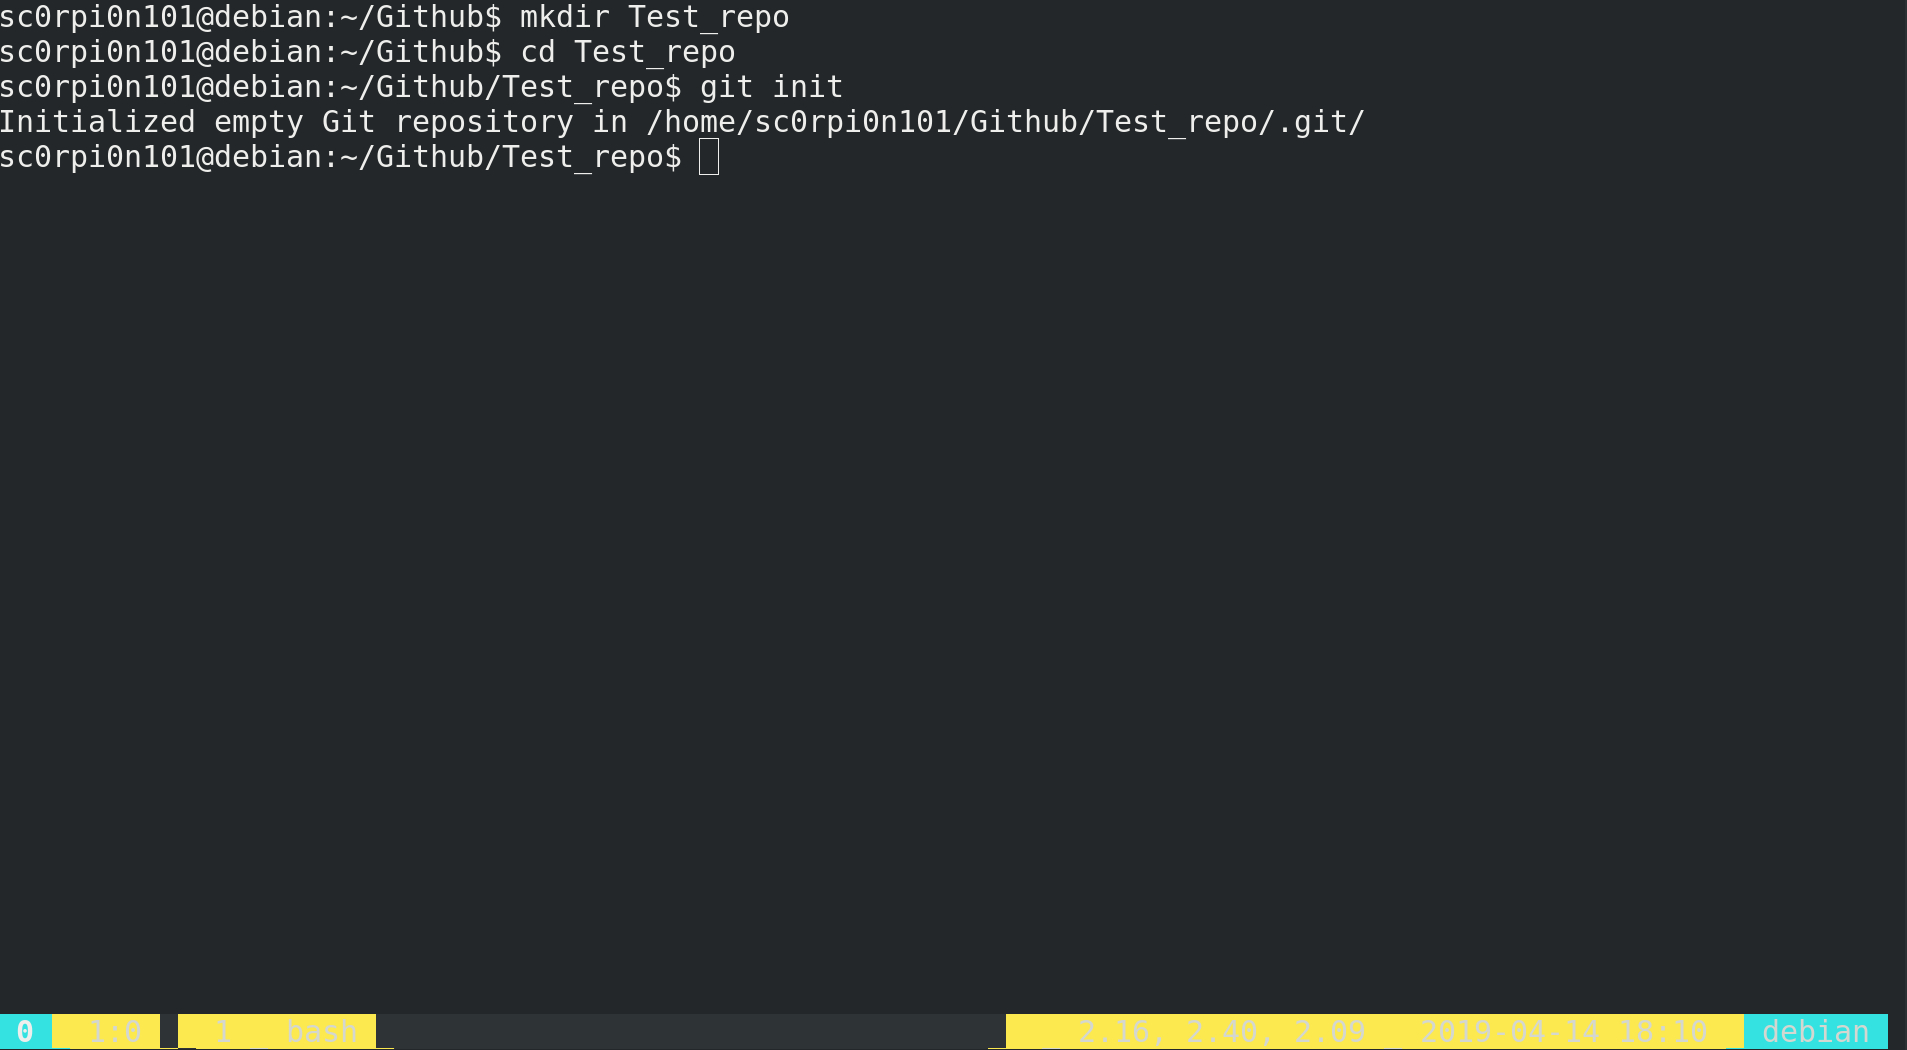 sc0rpi0n101@debian:~/Github$ mkdir Test_repo
sc0rpi0n101@debian:~/Github$ cd Test_repo
sc0rpi0n101@debian:~/Github/Test_repo$ git init
Initialized empty Git repository in /home/sc0rpi0n101/Github/Test_repo/.git/
sc0rpi0n101@debian:~/Github/Test_repo$
0 1:0 1 bash 2.16, 2.40, 2.09 2019-04-14 18:10 debian